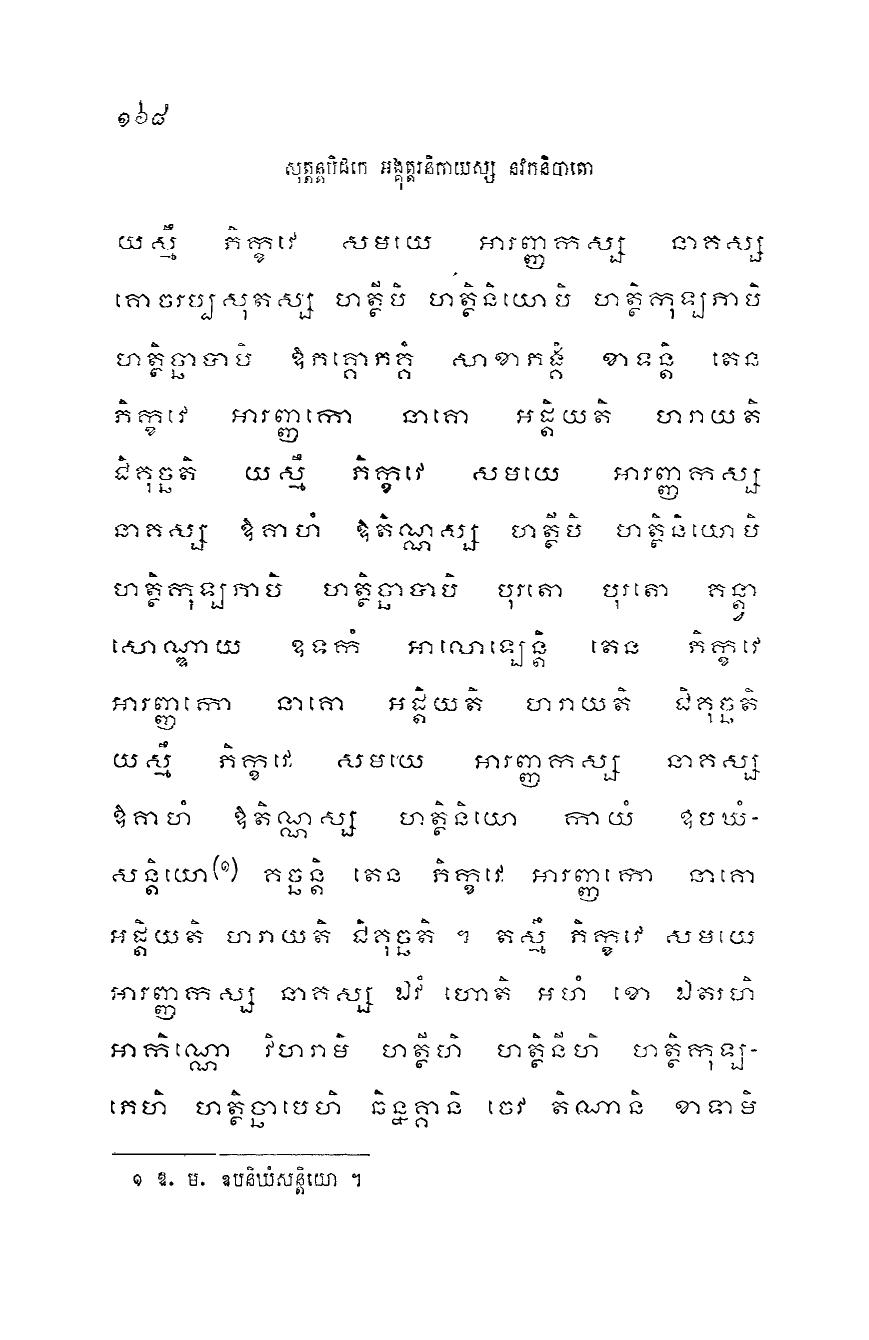 ១៦៨
សុត្តន្តបិដកេ អង្គុត្តរនិកាយស្ស នវកនិបាតោ
យស្មឹ ភិក្ខវេ សមយេ អារញ្ញកស្ស នាគស្ស
គោចរប្បសុតស្ស ហត្ថីបិ ហត្ថិនិយោបិ ហត្ថិកុឡភាបិ
ហត្ថិច្ឆាបាបិ ឱភគ្គោភគ្គំ សាខាភង្គំ ខាទន្តិ តេន
ភិក្ខវេ អារញ្ញកោ នាគោ អដ្តិយតិ ហរាយតិ
ជិគុច្ឆតិ យស្មឹ ភិក្ខវេ សមយេ អារញ្ញកស្ស
នាគស្ស ឱគាហំ ឱតិណ្ណស្ស ហត្ថីបិ ហត្ថិនិយោបិ
ហត្ថិកុឡភាបិ ហត្ថិច្ឆាបាបិ បុរតោ បុរតោ គន្ត្វា
សោណ្ឌាយ ឧទកំ អាលោឡេន្តិ តេន ភិក្ខវេ
អារញ្ញកោ នាគោ អដ្តិយតិ ហរាយតិ ជិគុច្ឆតិ
យស្មឹ ភិក្ខវេ សមយេ អារញ្ញកស្ស នាគស្ស
ឱគាហំ ឱតិណ្ណស្ស ហត្ថិនិយោ កាយំ ឧបឃំ-
សន្តិយោ(១) គច្ឆន្តិ តេន ភិក្ខវេ អារញ្ញកោ នាគោ
អដ្តិយតិ ហរាយតិ ជិគុច្ឆតិ ។ តស្មឹ ភិក្ខវេ សមយេ
អារញ្ញកស្ស នាគស្ស ឯវំ ហោតិ អហំ ខោ ឯតរហិ
អាកិណ្ណោ វិហរាមិ ហត្ថីហិ ហត្ថិនីហិ ហត្ថិកុឡ-
ភេហិ ហត្ថិច្ឆាបេហិ ឆិន្នគ្គានិ ចេវ តិណានិ ខាទាមិ
១ ឱ. ម. ឧបនិឃំសន្តិយោ ។